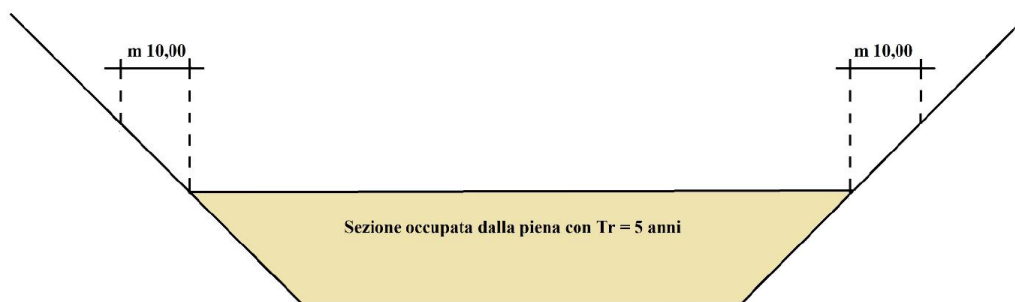 m 10,00
m 10,00
Sezione occupata dalla piena con Tr = 5 anni